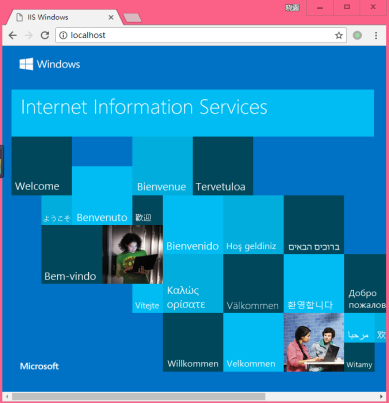 IIS Windows
localhost
Windows
Internet Information Services
Welcome
Bienvenue
Tervetuloa
ようこそ
Benvenuto
歡迎
Bienvenido
Hoş geldiniz
ברוכים הבאים
Bem-vindo
Vítejte
Καλώς
ορίσατε
Välkommen
환영합니다
Добро
пожалов
مرحبا
欢
Willkommen
Velkommen
Witamy
Microsoft